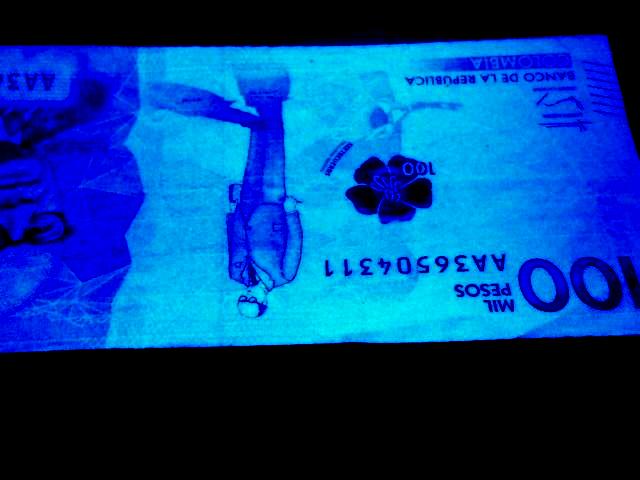 100
MIL
PESOS
AA36504311
100
BANCO DE LA REPÚBLICA
COLOMBIA